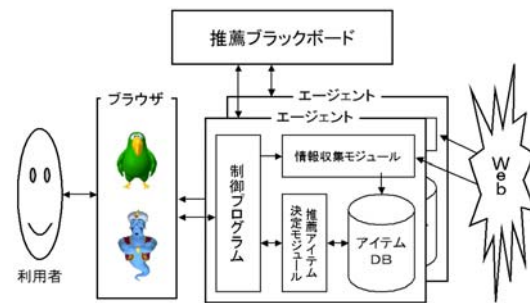 推薦ブラックボード
ブラウザ
エージェント
エージェント
制御プログラム
情報収集モジュール
推薦アイテム
決定モジュール
アイテム
DB
Web
利用者